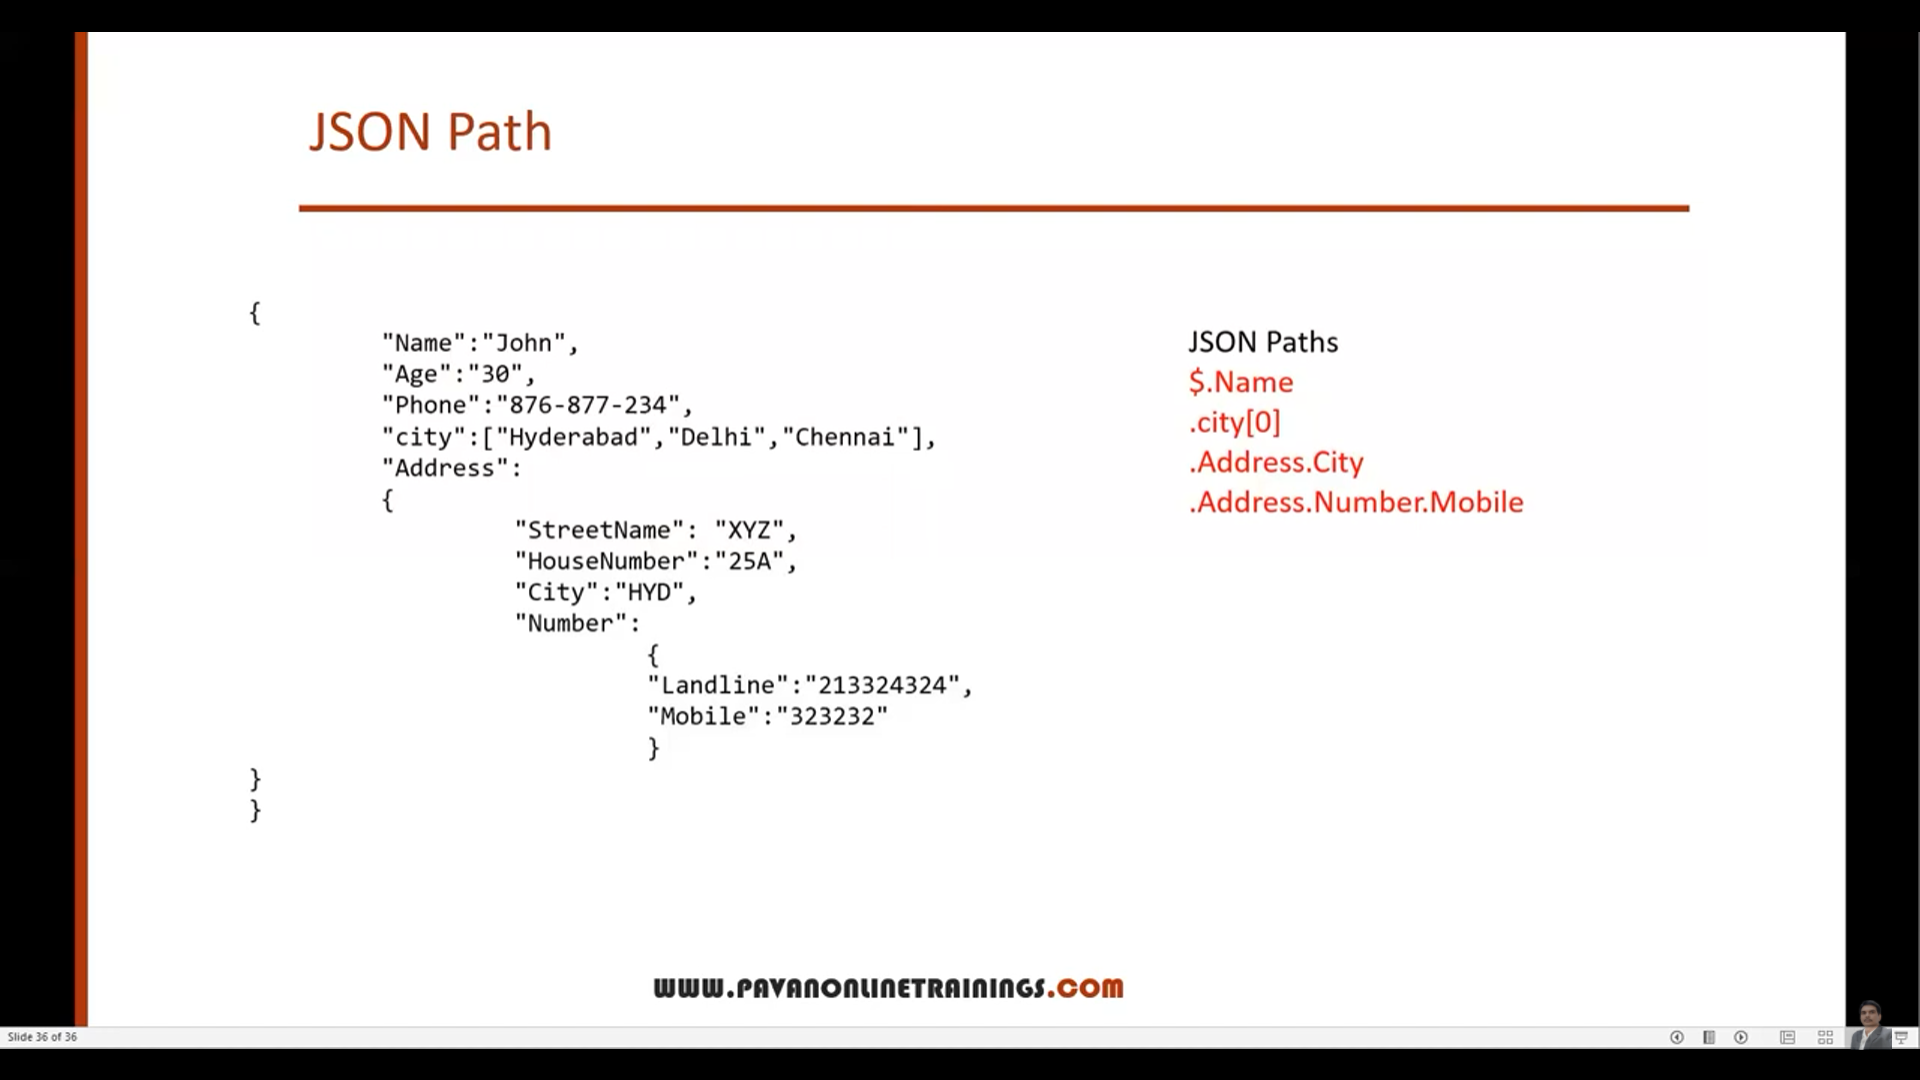 JSON Path
{
"Name":"John",
"Age":"30",
"Phone":"876-877-234",
"city":["Hyderabad","Delhi","Chennai"],
"Address":
{
"StreetName": "XYZ",
"HouseNumber":"25A",
"City":"HYD",
"Number":
{
"Landline":"213324324",
"Mobile":"323232"
}
}
}
JSON Paths
$.Name
.city[0]
.Address.City
.Address.Number.Mobile
WWW.PAVANONLINETRAININGS.COM
Slide 36 of 36